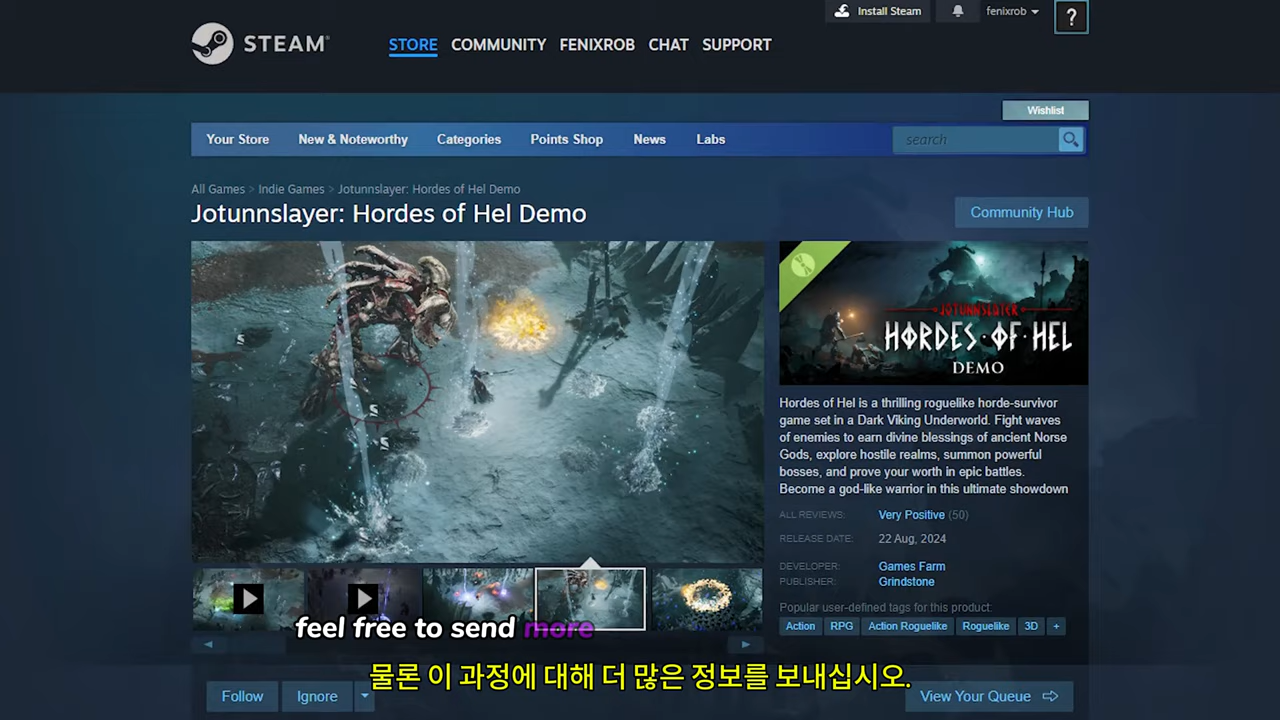 Install Steam
fenixrob
?
STEAM
STORE COMMUNITY FENIXROB CHAT SUPPORT
Wishlist
Your Store New & Noteworthy Categories Points Shop News Labs search
All Games > Indie Games > Jotunnslayer: Hordes of Hel Demo
Jotunnslayer: Hordes of Hel Demo
Community Hub
JOTUNNSLAYER
HORDES OF HEL
DEMO
Hordes of Hel is a thrilling roguelike horde-survivor
game set in a Dark Viking Underworld. Fight waves
of enemies to earn divine blessings of ancient Norse
Gods, explore hostile realms, summon powerful
bosses, and prove your worth in epic battles.
Become a god-like warrior in this ultimate showdown
ALL REVIEWS: Very Positive (50)
RELEASE DATE: 22 Aug, 2024
DEVELOPER: Games Farm
PUBLISHER: Grindstone
Popular user-defined tags for this product:
Action RPG Action Roguelike Roguelike 3D +
feel free to send more
물론 이 과정에 대해 더 많은 정보를 보내십시오.
Follow Ignore View Your Queue